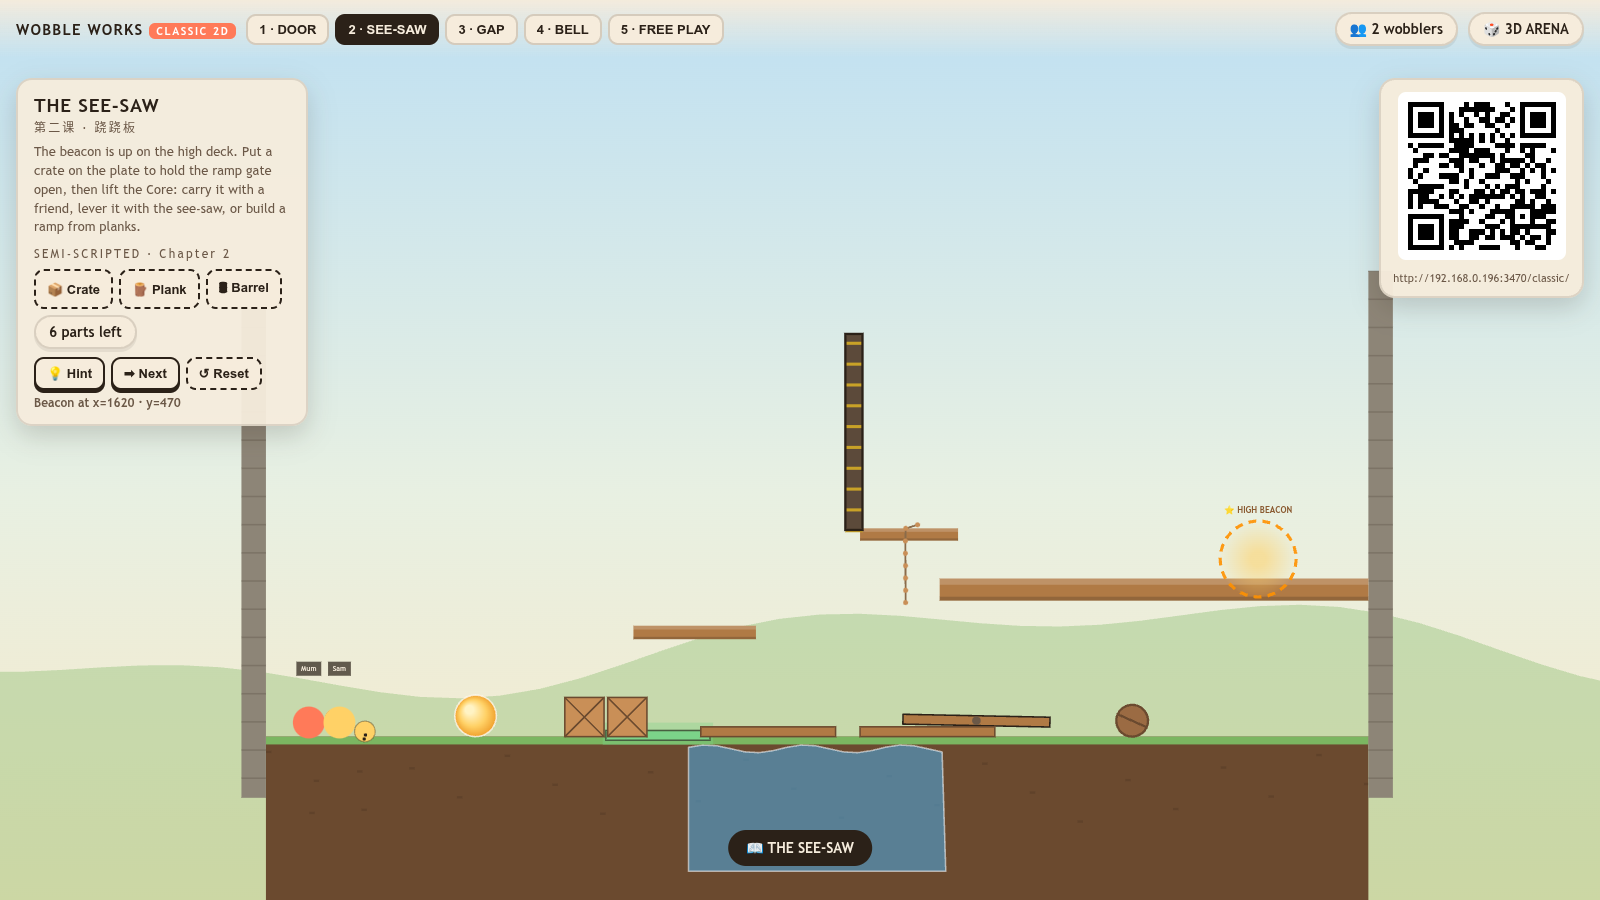 WOBBLE WORKS CLASSIC 2D 1 · DOOR 2 · SEE-SAW 3 · GAP 4 · BELL 5 · FREE PLAY 👥 2 wobblers 🎲 3D ARENA
THE SEE-SAW
第二课 · 跷跷板
The beacon is up on the high deck. Put a
crate on the plate to hold the ramp gate
open, then lift the Core: carry it with a
friend, lever it with the see-saw, or build a
ramp from planks.
SEMI-SCRIPTED · Chapter 2
📦 Crate 🪵 Plank 🛢 Barrel
6 parts left
💡 Hint ➡ Next ↺ Reset
Beacon at x=1620 · y=470
http://192.168.0.196:3470/classic/
⭐ HIGH BEACON
Mum Sam
📖 THE SEE-SAW